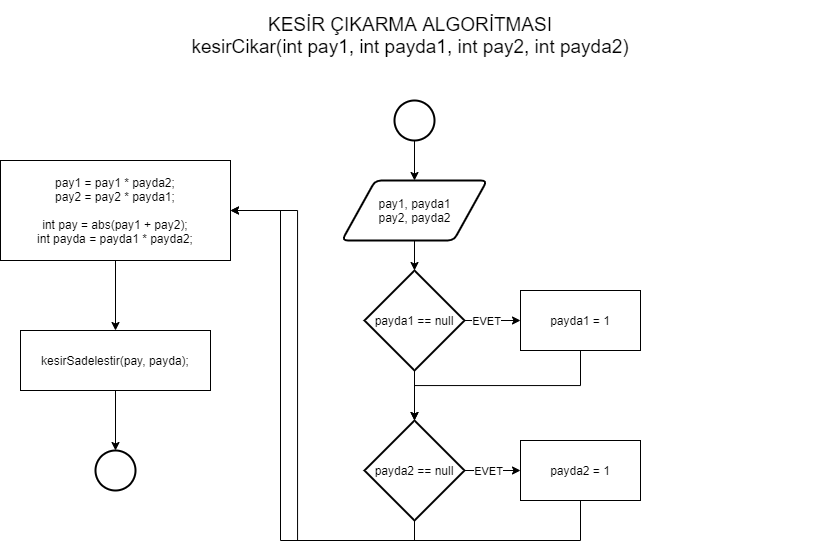 KESİR ÇIKARMA ALGORİTMASI
kesirCikar(int pay1, int payda1, int pay2, int payda2)
pay1, payda1
pay2, payda2
payda1 == null
EVET
payda1 = 1
payda2 == null
EVET
payda2 = 1
pay1 = pay1 * payda2;
pay2 = pay2 * payda1;
int pay = abs(pay1 + pay2);
int payda = payda1 * payda2;
kesirSadelestir(pay, payda);